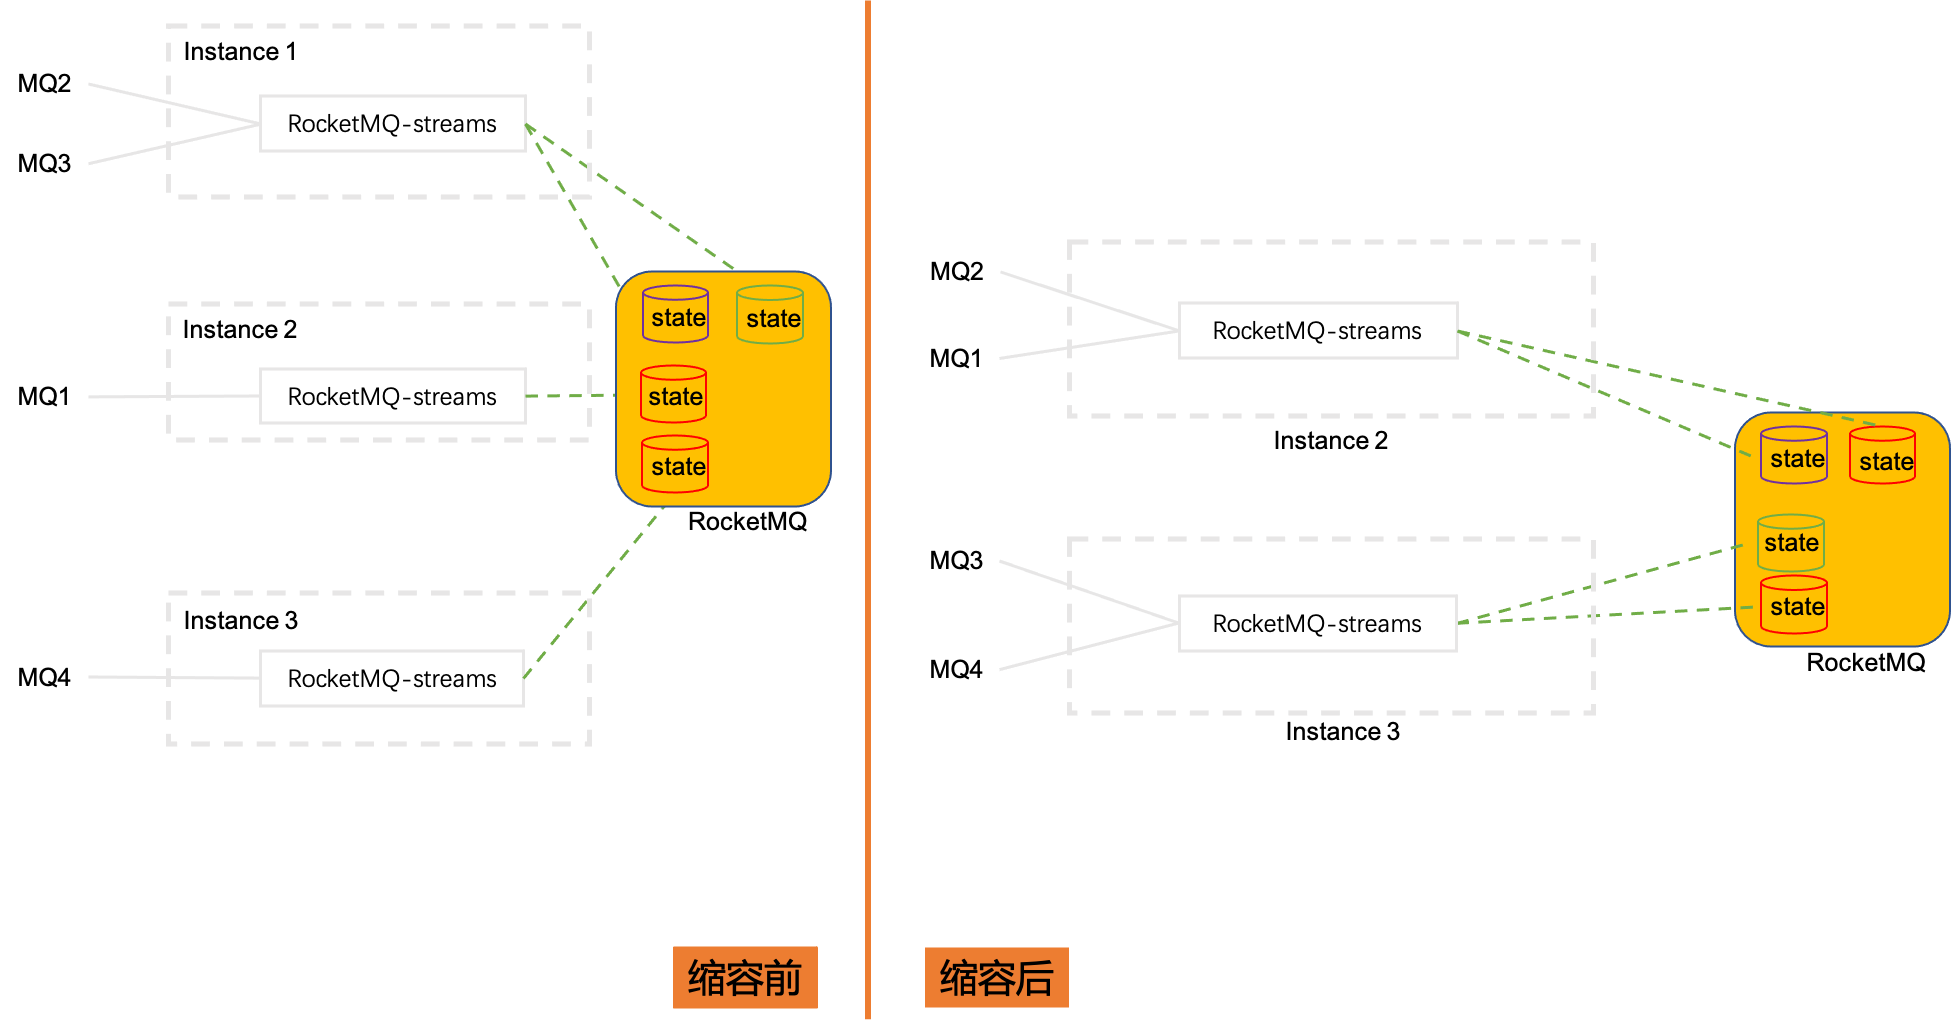 Instance 1
MQ2
RocketMQ-streams
MQ3
state
state
Instance 2
MQ1
RocketMQ-streams
state
state
RocketMQ
Instance 3
MQ4
RocketMQ-streams
缩容前
MQ2
RocketMQ-streams
MQ1
Instance 2
state
state
MQ3
state
state
RocketMQ-streams
MQ4
RocketMQ
Instance 3
缩容后